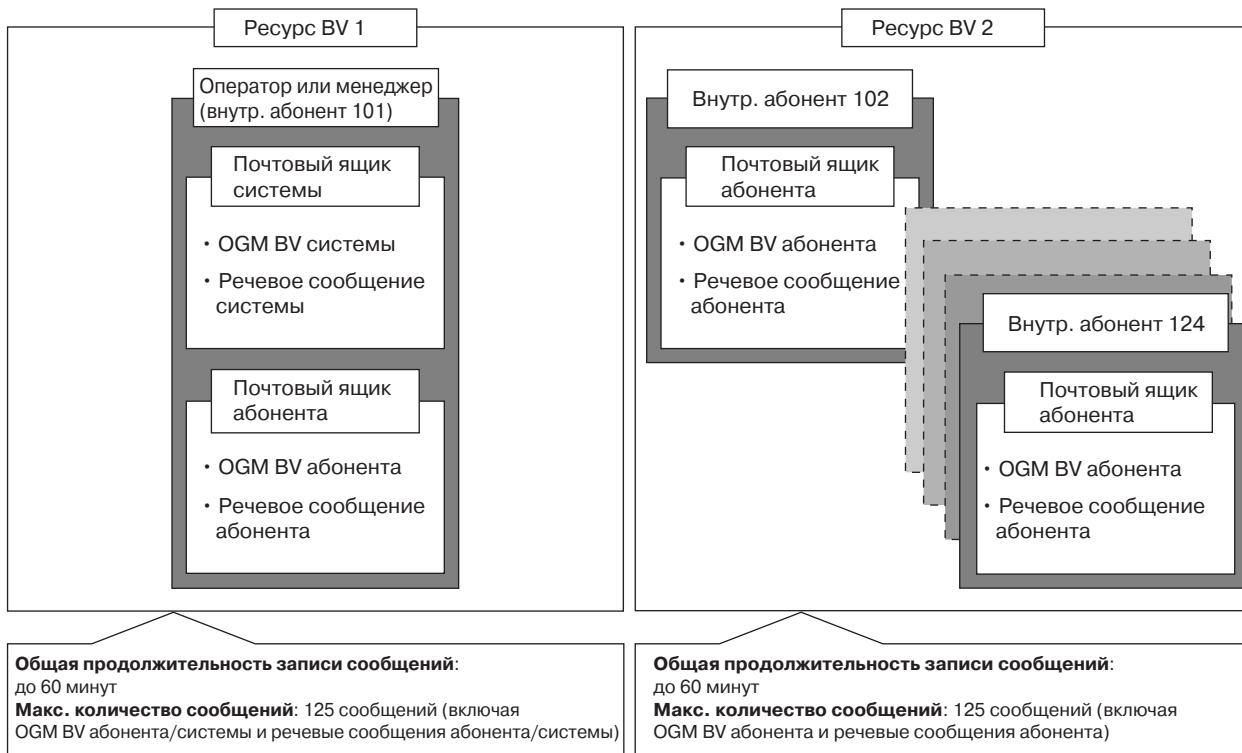 Ресурс BV 1
Оператор или менеджер
(внутр. абонент 101)
Почтовый ящик
системы
• OGM BV системы
• Речевое сообщение
системы
Почтовый ящик
абонента
• OGM BV абонента
• Речевое сообщение
абонента
Общая продолжительность записи сообщений:
до 60 минут
Макс. количество сообщений: 125 сообщений (включая
OGM BV абонента/системы и речевые сообщения абонента/системы)
Ресурс BV 2
Внутр. абонент 102
Почтовый ящик
абонента
• OGM BV абонента
• Речевое сообщение
абонента
Внутр. абонент 124
Почтовый ящик
абонента
• OGM BV абонента
• Речевое сообщение
абонента
Общая продолжительность записи сообщений:
до 60 минут
Макс. количество сообщений: 125 сообщений (включая
OGM BV абонента и речевые сообщения абонента)